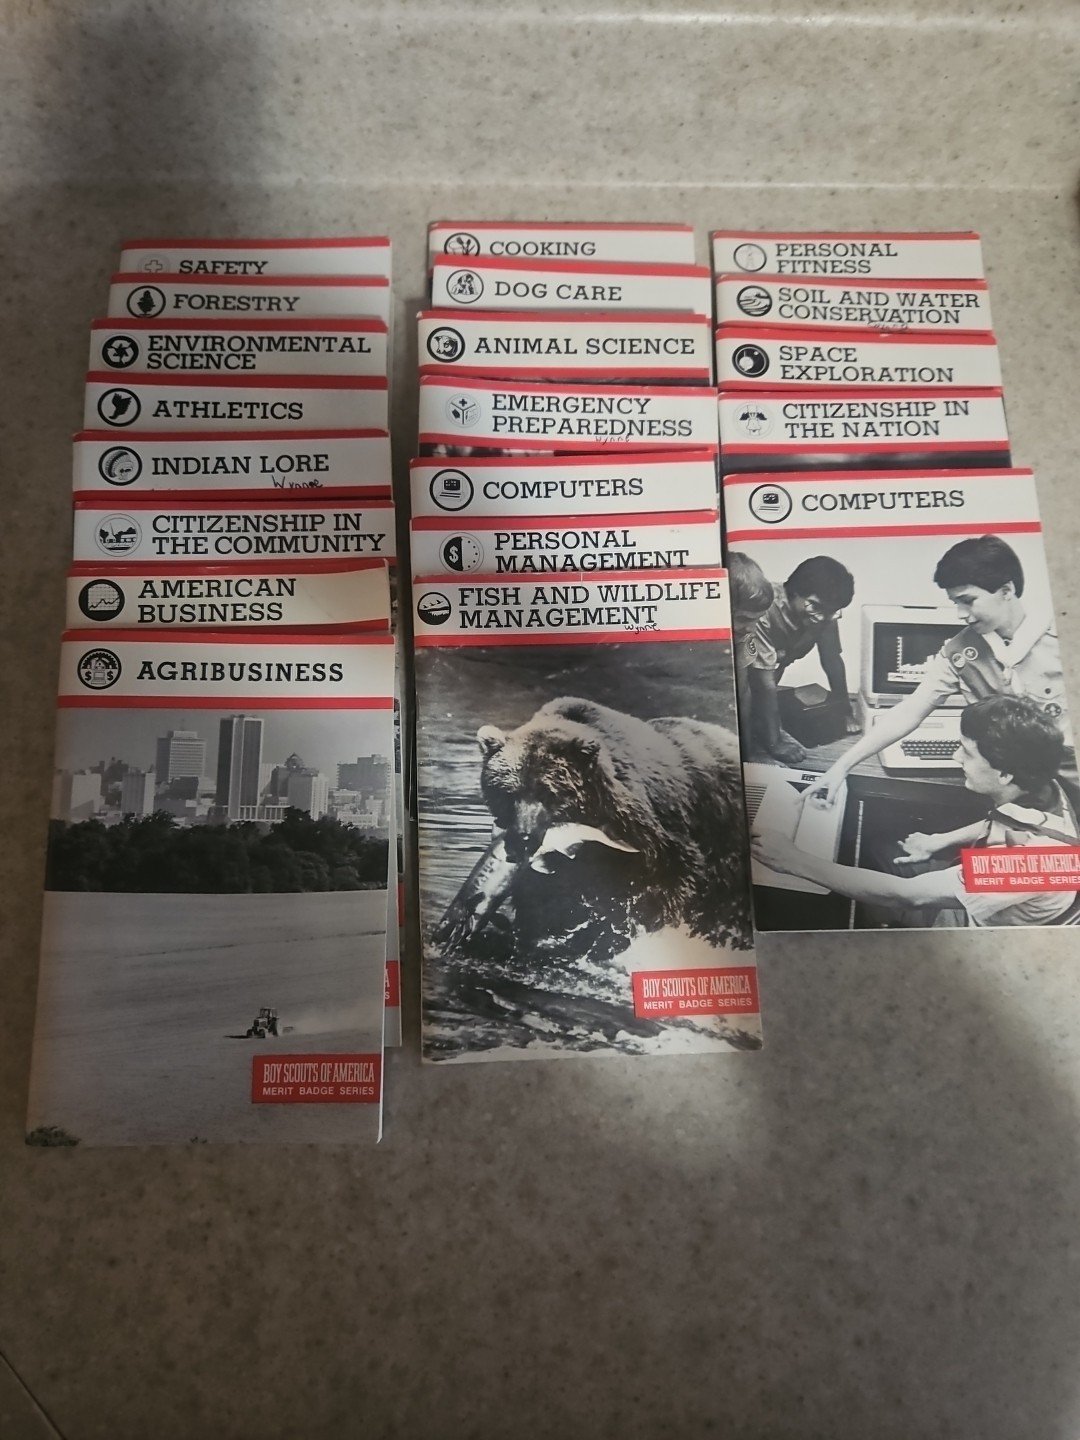 SAFETY
FORESTRY
ENVIRONMENTAL
SCIENCE
ATHLETICS
INDIAN LORE
Wynne
CITIZENSHIP IN
THE COMMUNITY
AMERICAN
BUSINESS
$ $
AGRIBUSINESS
BOY SCOUTS OF AMERICA
MERIT BADGE SERIES
A
S
COOKING
DOG CARE
ANIMAL SCIENCE
EMERGENCY
PREPAREDNESS
Wynne
COMPUTERS
$
PERSONAL
MANAGEMENT
FISH AND WILDLIFE
MANAGEMENT
Wynne
BOY SCOUTS OF AMERICA
MERIT BADGE SERIES
PERSONAL
FITNESS
SOIL AND WATER
CONSERVATION
SPACE
EXPLORATION
CITIZENSHIP IN
THE NATION
COMPUTERS
BOY SCOUTS OF AMERICA
MERIT BADGE SERIES